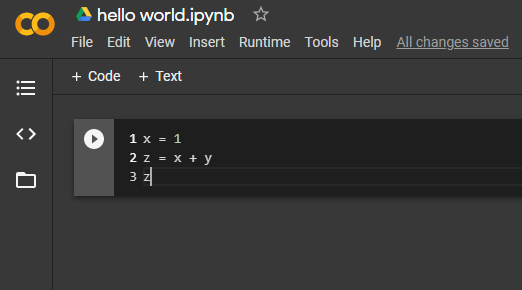 hello world.ipynb
File Edit View Insert Runtime Tools Help All changes saved
+ Code + Text
1 x = 1
2 z = x + y
3 z